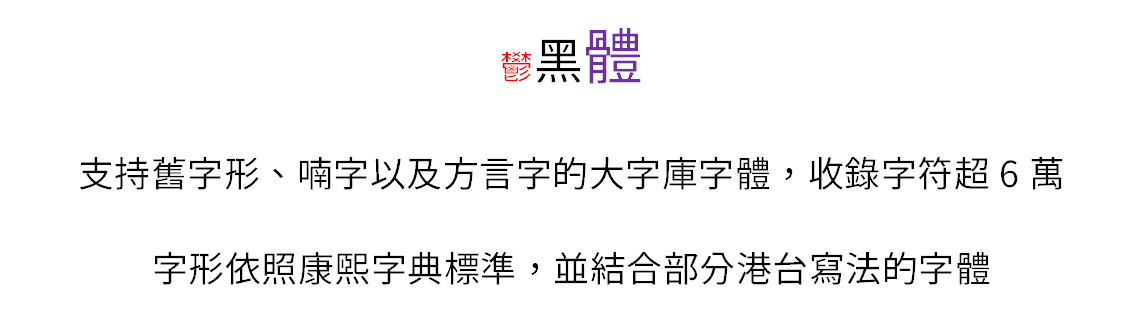 鬱黑體
支持舊字形、喃字以及方言字的大字庫字體，收錄字符超 6 萬
字形依照康熙字典標準，並結合部分港台寫法的字體